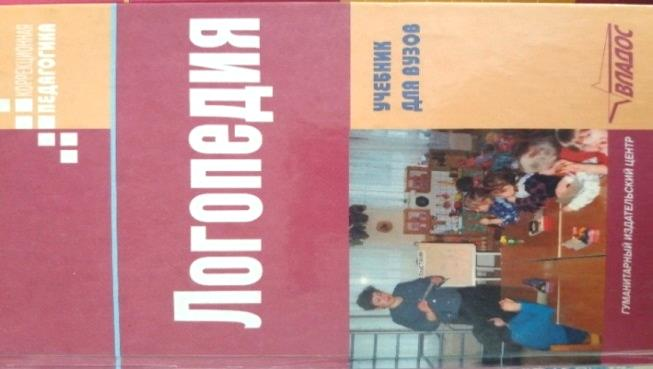 КОРРЕКЦИОННАЯ
ПЕДАГОГИКА
Логопедия
УЧЕБНИК
ДЛЯ ВУЗОВ
ГУМАНИТАРНЫЙ ИЗДАТЕЛЬСКИЙ ЦЕНТР
ВЛАДОС